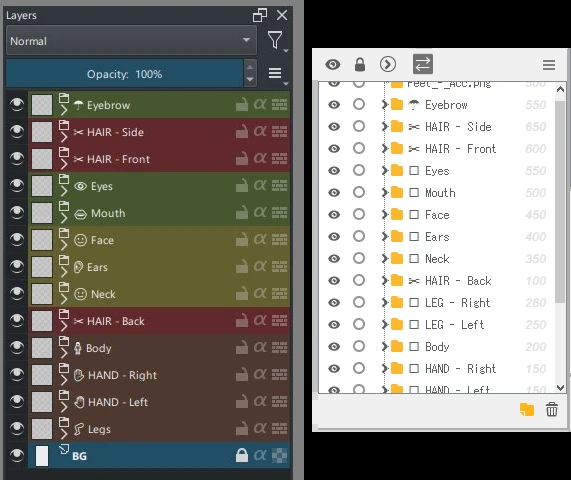 Layers
Normal
Opacity: 100%
Eyebrow
HAIR - Side
HAIR - Front
Eyes
Mouth
Face
Ears
Neck
HAIR - Back
Body
HAND - Right
HAND - Left
Legs
BG
Feet_-_Acc.png 500
Eyebrow 550
HAIR - Side 650
HAIR - Front 600
Eyes 550
Mouth 500
Face 450
Ears 400
Neck 350
HAIR - Back 100
LEG - Right 260
LEG - Left 250
Body 200
HAND - Right 150
HAND - Left 150